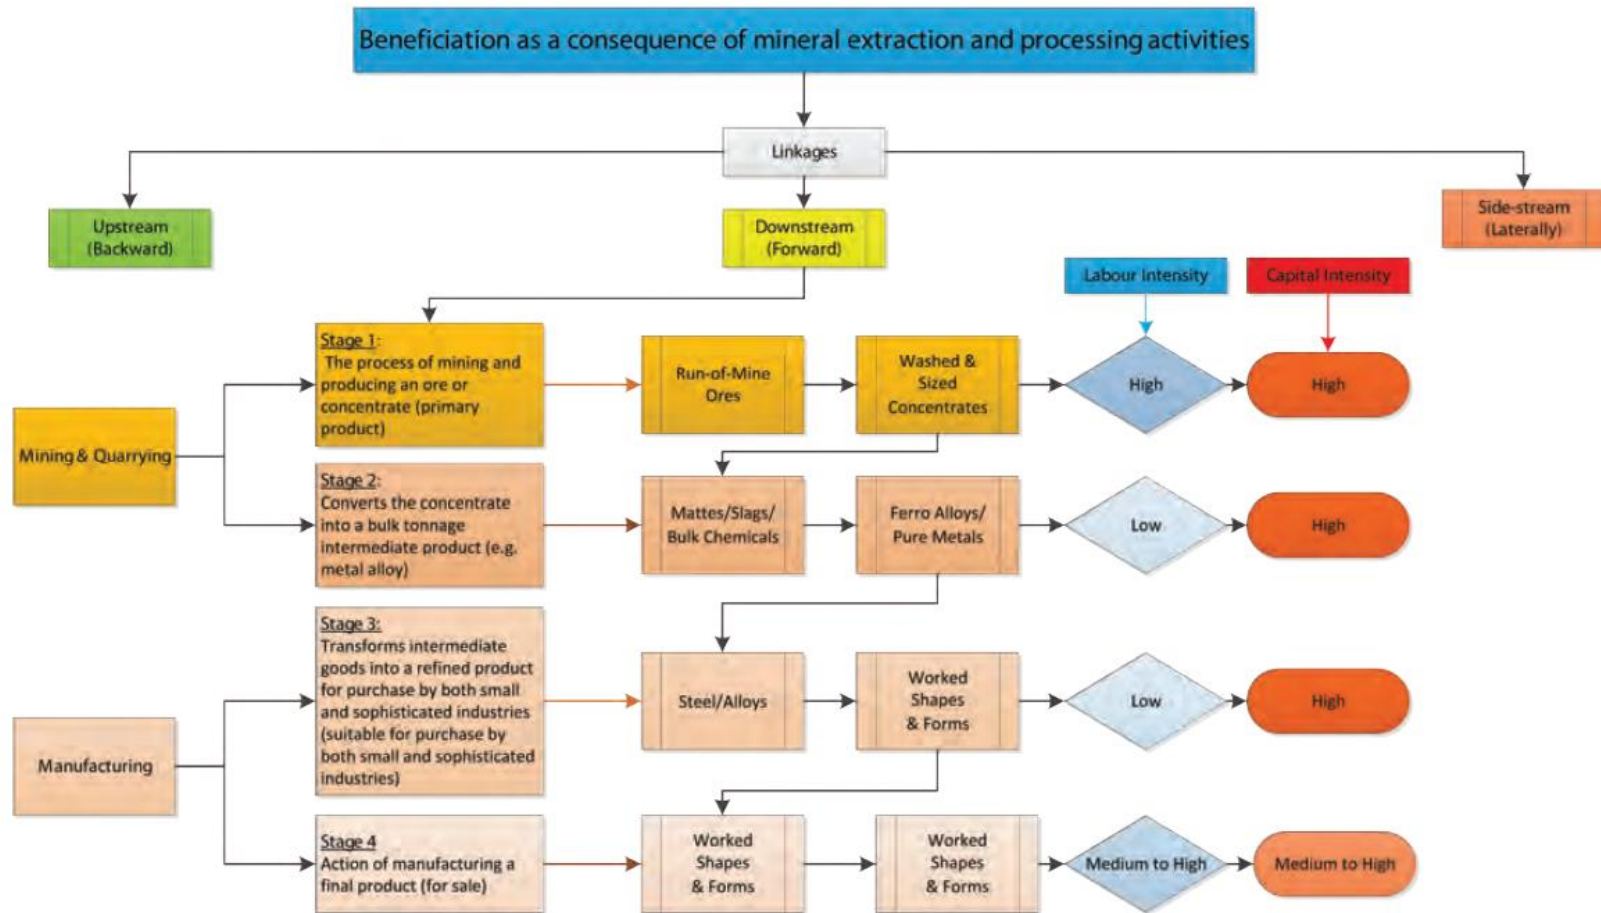 Beneficiation as a consequence of mineral extraction and processing activities
Linkages
Upstream
(Backward)
Downstream
(Forward)
Side-stream
(Laterally)
Labour Intensity
Capital Intensity
Stage 1:
The process of mining and
producing an ore or
concentrate (primary
product)
Run-of-Mine
Ores
Washed &
Sized
Concentrates
High
High
Mining & Quarrying
Stage 2:
Converts the concentrate
into a bulk tonnage
intermediate product (e.g.
metal alloy)
Mattes/Slags/
Bulk Chemicals
Ferro Alloys/
Pure Metals
Low
High
Stage 3:
Transforms intermediate
goods into a refined product
for purchase by both small
and sophisticated industries
(suitable for purchase by
both small and sophisticated
industries)
Steel/Alloys
Worked
Shapes
& Forms
Low
High
Manufacturing
Stage 4
Action of manufacturing a
final product (for sale)
Worked
Shapes
& Forms
Worked
Shapes
& Forms
Medium to High
Medium to High